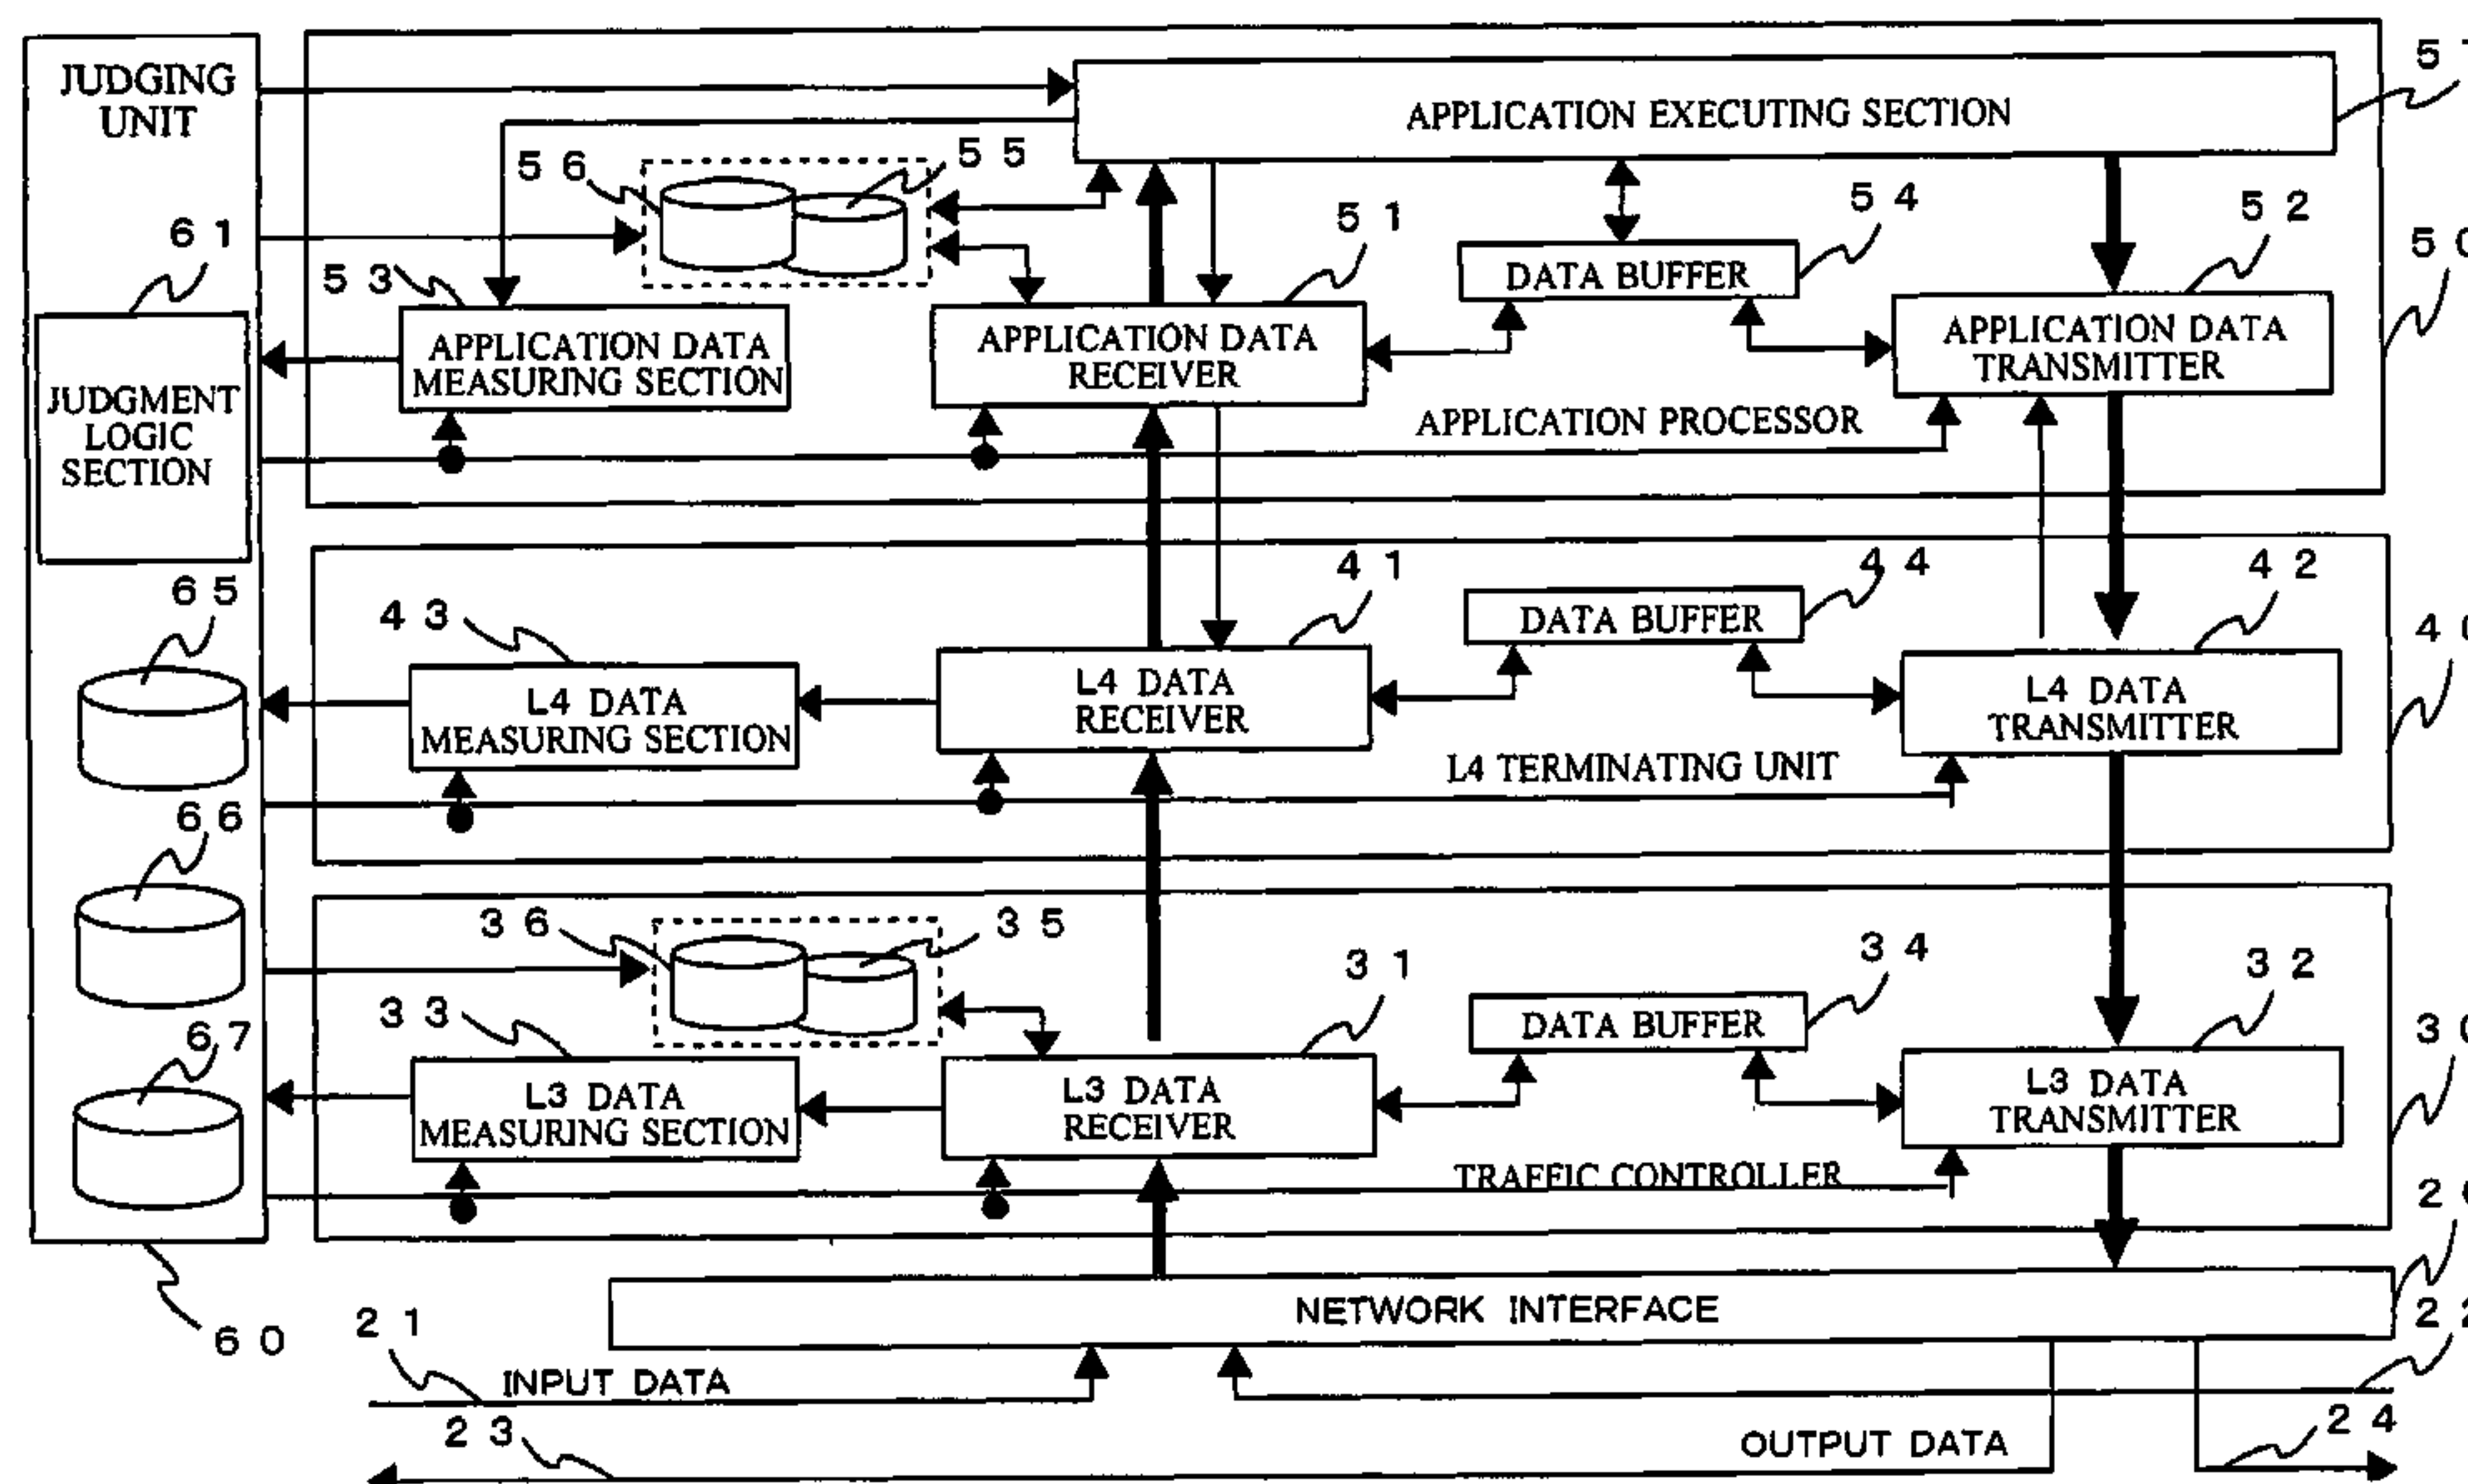 JUDGING
UNIT
APPLICATION EXECUTING SECTION
5 6
5 5
5 4
5 1
5 2
6 1
5 3
DATA BUFFER
APPLICATION DATA
MEASURING SECTION
APPLICATION DATA
RECEIVER
APPLICATION DATA
TRANSMITTER
JUDGMENT
LOGIC
SECTION
APPLICATION PROCESSOR
6 5
4 3
4 1
4 4
4 2
DATA BUFFER
L4 DATA
MEASURING SECTION
L4 DATA
RECEIVER
L4 DATA
TRANSMITTER
L4 TERMINATING UNIT
6 6
3 6
3 5
3 1
3 4
3 2
3 3
6 7
DATA BUFFER
L3 DATA
MEASURING SECTION
L3 DATA
RECEIVER
L3 DATA
TRANSMITTER
TRAFFIC CONTROLLER
6 0
NETWORK INTERFACE
2 1
INPUT DATA
2 3
OUTPUT DATA
2 4